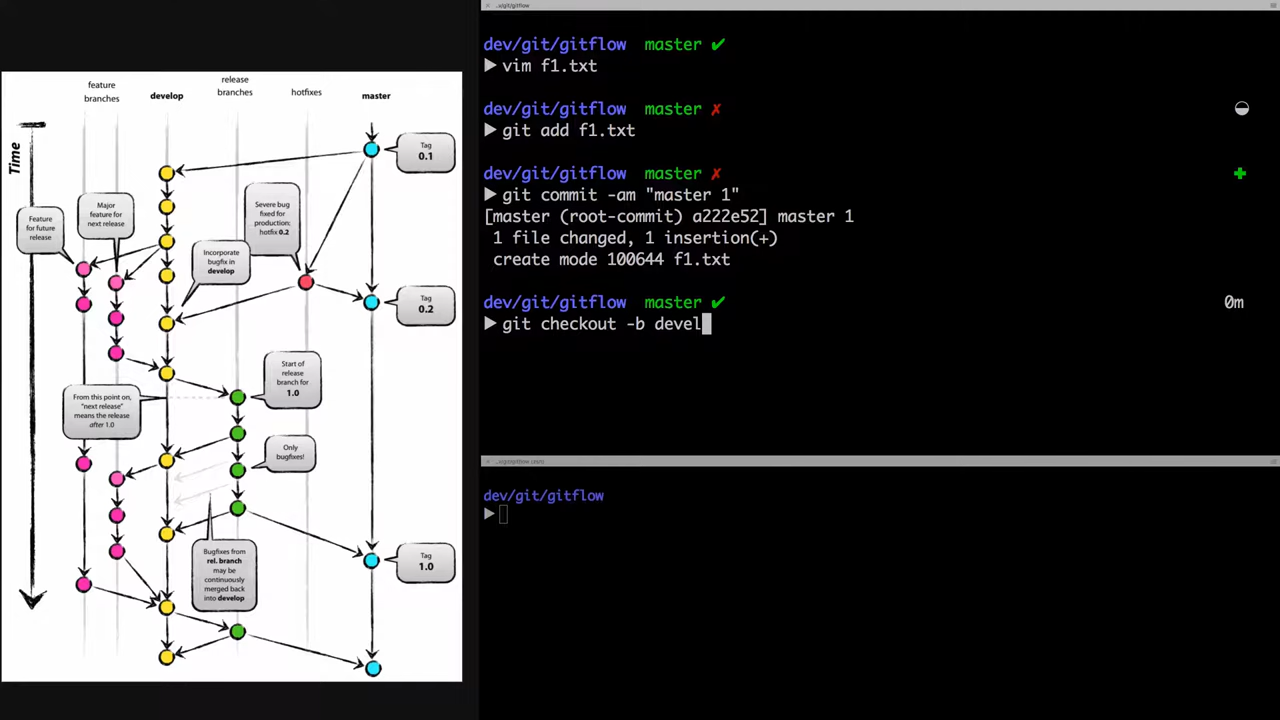 feature
branches
develop
release
branches
hotfixes
master
Time
Tag
0.1
Major
feature for
next release
Feature
for future
release
Severe bug
fixed for
production:
hotfix 0.2
Incorporate
bugfix in
develop
Tag
0.2
Start of
release
branch for
1.0
From this point on,
"next release"
means the release
after 1.0
Only
bugfixes!
Bugfixes from
rel. branch
may be
continuously
merged back
into develop
Tag
1.0
dev/git/gitflow master ✔
▶ vim f1.txt
dev/git/gitflow master ✗
▶ git add f1.txt
dev/git/gitflow master ✗
▶ git commit -am "master 1"
[master (root-commit) a222e52] master 1
1 file changed, 1 insertion(+)
create mode 100644 f1.txt
dev/git/gitflow master ✔ 0m
▶ git checkout -b devel
dev/git/gitflow
▶